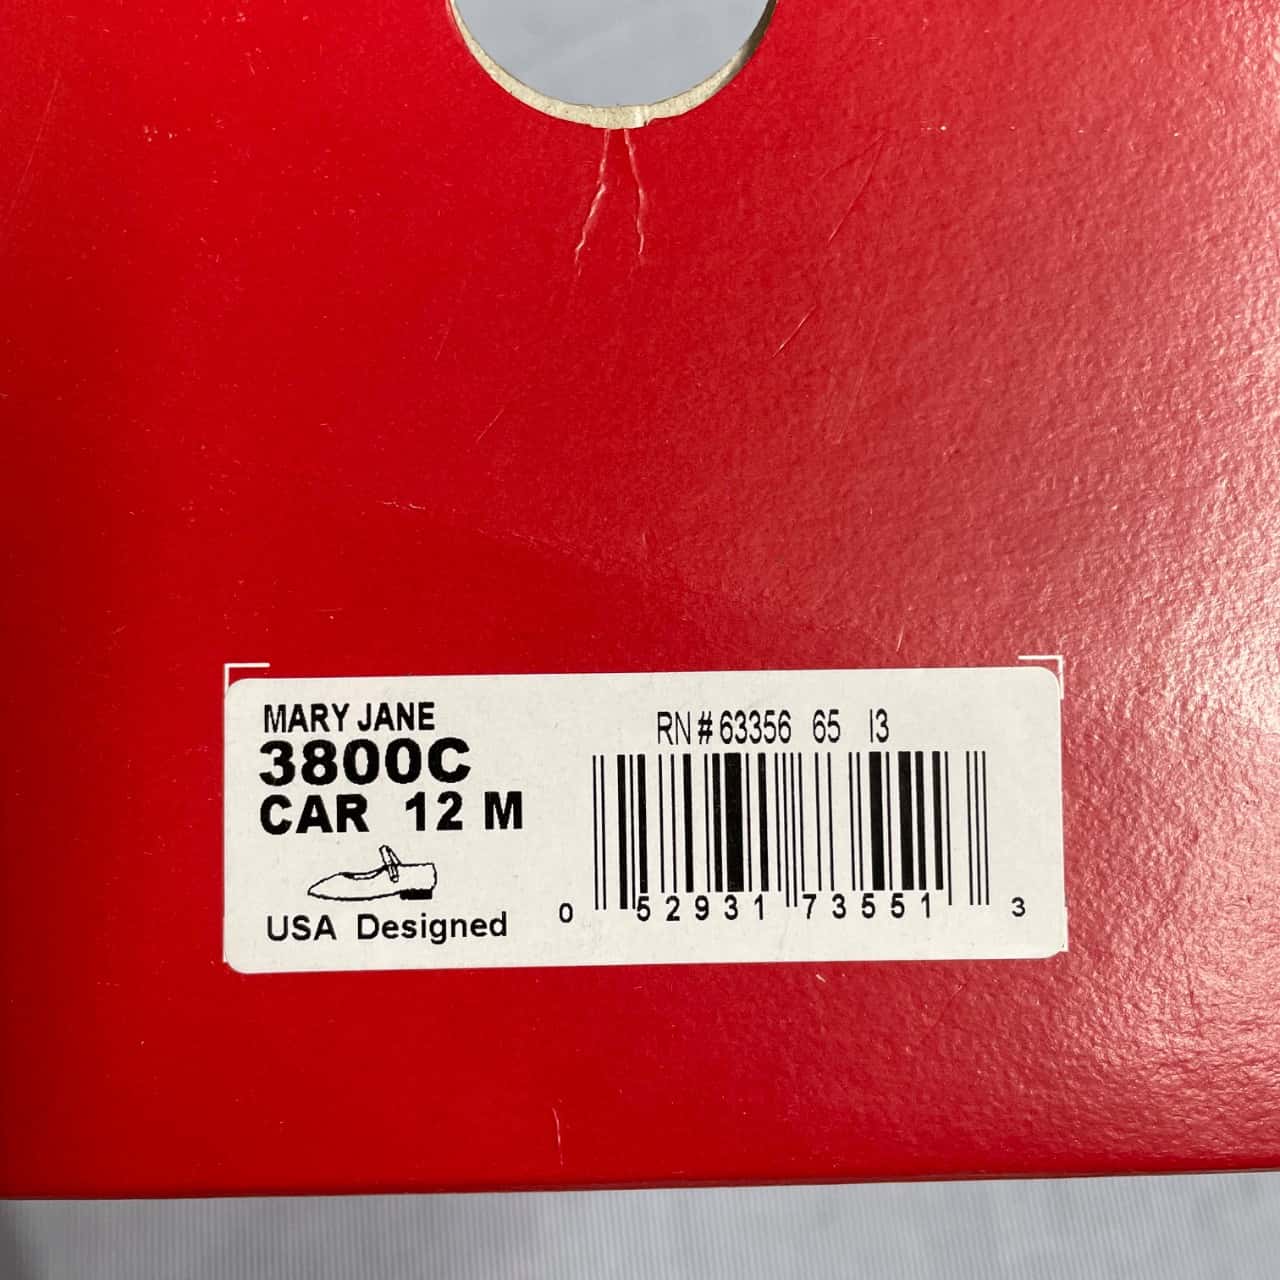 MARY JANE
3800C
CAR 12 M
USA Designed
RN # 63356 65 I3
0 52931 73551 3